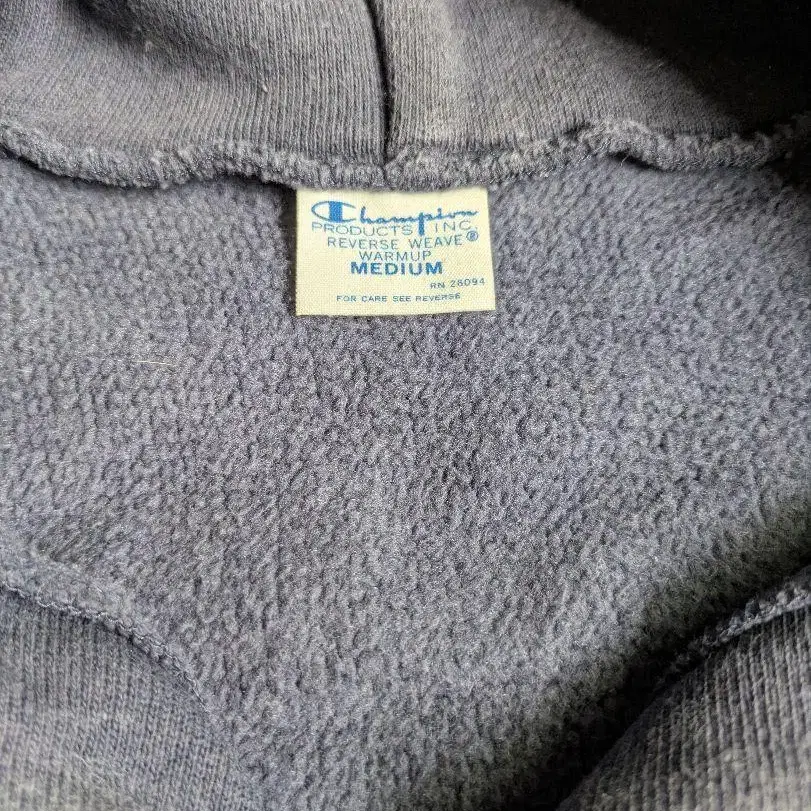 Champion
PRODUCTS INC.
REVERSE WEAVE®
WARMUP
MEDIUM
RN 26094
FOR CARE SEE REVERSE